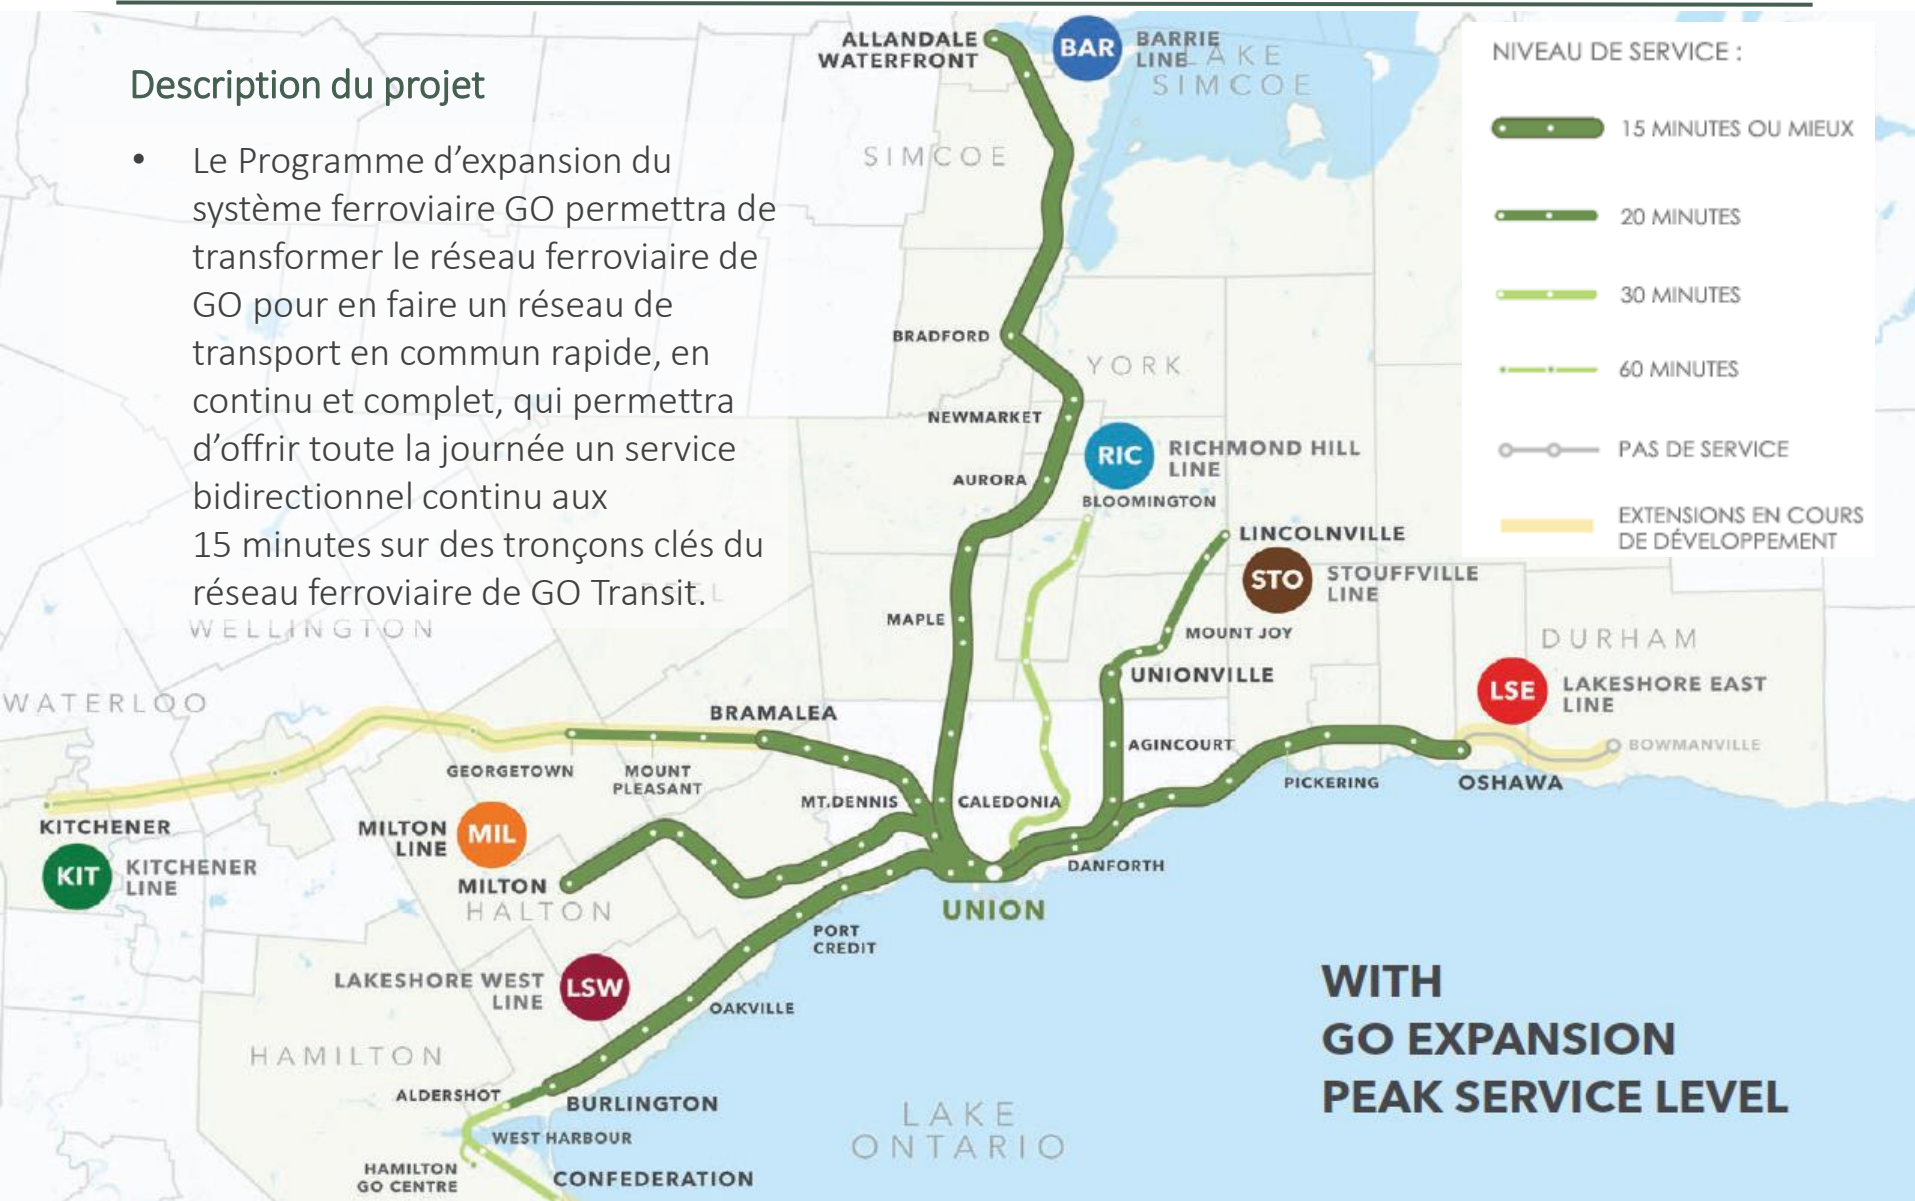 Description du projet
• Le Programme d’expansion du
système ferroviaire GO permettra de
transformer le réseau ferroviaire de
GO pour en faire un réseau de
transport en commun rapide, en
continu et complet, qui permettra
d’offrir toute la journée un service
bidirectionnel continu aux
15 minutes sur des tronçons clés du
réseau ferroviaire de GO Transit.
NIVEAU DE SERVICE :
15 MINUTES OU MIEUX
20 MINUTES
30 MINUTES
60 MINUTES
PAS DE SERVICE
EXTENSIONS EN COURS
DE DÉVELOPPEMENT
ALLANDALE
WATERFRONT
BAR
BARRIE
LINE
LAKE
SIMCOE
SIMCOE
BRADFORD
YORK
NEWMARKET
AURORA
RIC
RICHMOND HILL
LINE
BLOOMINGTON
LINCOLNVILLE
STO
STOUFFVILLE
LINE
MAPLE
MOUNT JOY
DURHAM
UNIONVILLE
LSE
LAKESHORE EAST
LINE
WELLINGTON
WATERLOO
BRAMALEA
AGINCOURT
BOWMANVILLE
GEORGETOWN
MOUNT
PLEASANT
PICKERING
OSHAWA
MT.DENNIS
CALEDONIA
KITCHENER
KIT
KITCHENER
LINE
MILTON
LINE
MIL
MILTON
HALTON
DANFORTH
UNION
PORT
CREDIT
LAKESHORE WEST
LINE
LSW
OAKVILLE
HAMILTON
ALDERSHOT
BURLINGTON
WEST HARBOUR
HAMILTON
GO CENTRE
CONFEDERATION
LAKE
ONTARIO
WITH
GO EXPANSION
PEAK SERVICE LEVEL